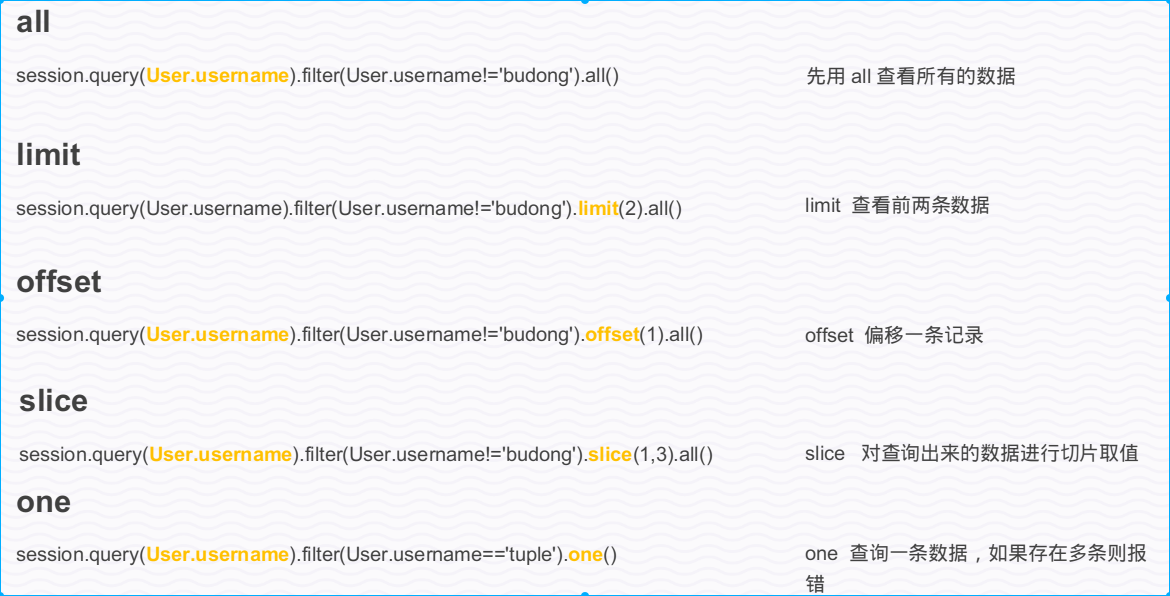 all
session.query(User.username).filter(User.username!='budong').all() 先用 all 查看所有的数据
limit
session.query(User.username).filter(User.username!='budong').limit(2).all() limit 查看前两条数据
offset
session.query(User.username).filter(User.username!='budong').offset(1).all() offset 偏移一条记录
slice
session.query(User.username).filter(User.username!='budong').slice(1,3).all() slice 对查询出来的数据进行切片取值
one
session.query(User.username).filter(User.username=='tuple').one() one 查询一条数据，如果存在多条则报
错